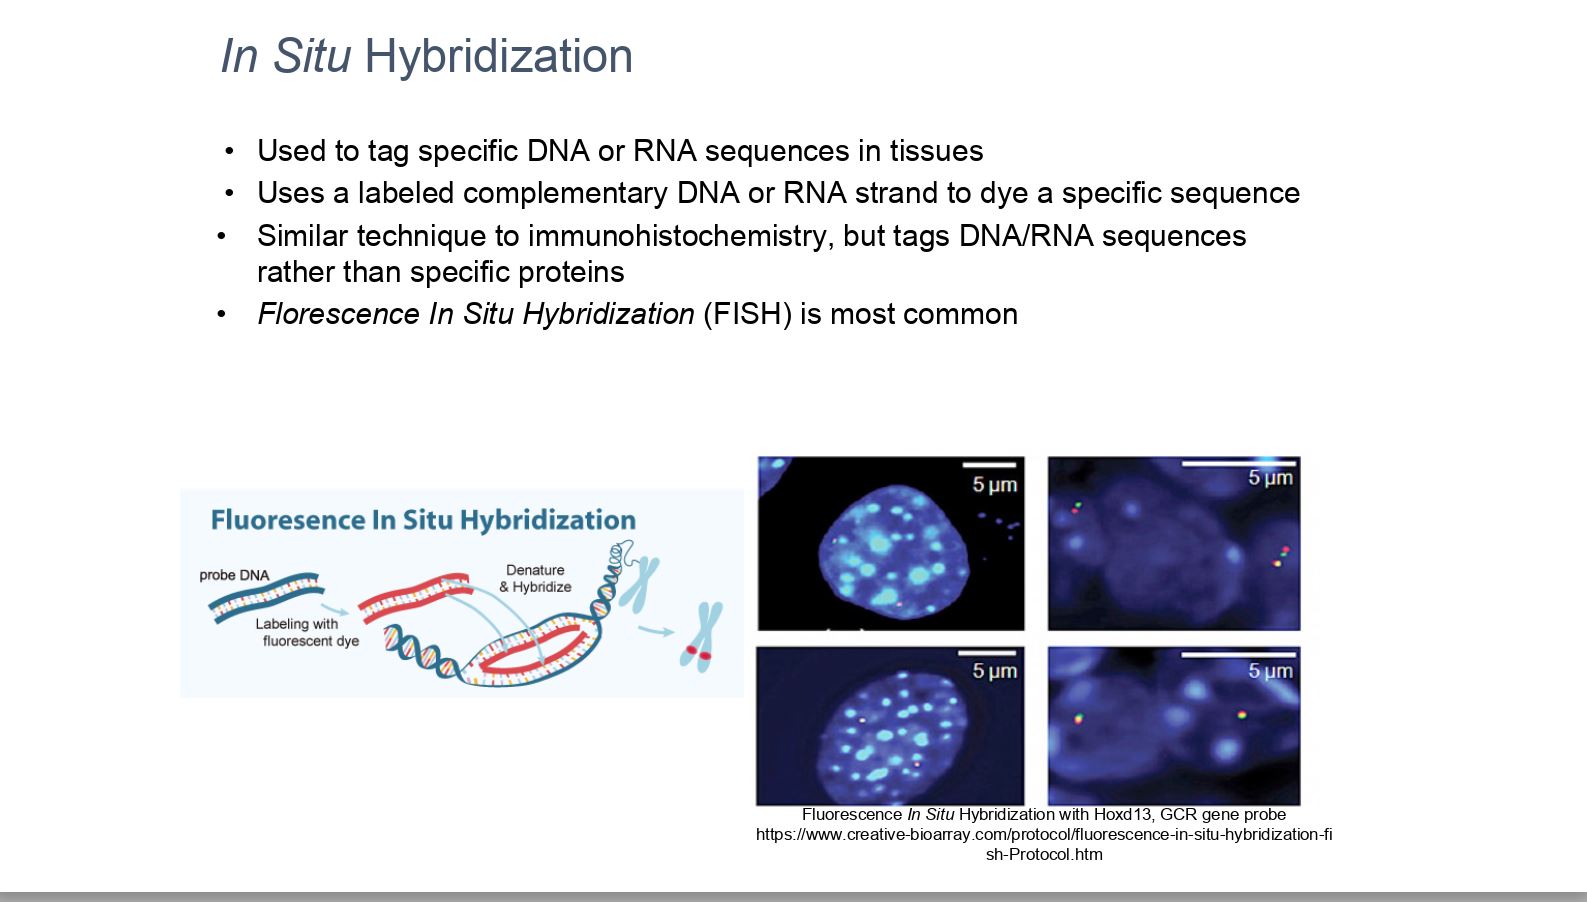 In Situ Hybridization
• Used to tag specific DNA or RNA sequences in tissues
• Uses a labeled complementary DNA or RNA strand to dye a specific sequence
• Similar technique to immunohistochemistry, but tags DNA/RNA sequences
rather than specific proteins
• Florescence In Situ Hybridization (FISH) is most common
Fluoresence In Situ Hybridization
probe DNA
Labeling with
fluorescent dye
Denature
& Hybridize
5 µm
5 µm
5 µm
5 µm
Fluorescence In Situ Hybridization with Hoxd13, GCR gene probe
https://www.creative-bioarray.com/protocol/fluorescence-in-situ-hybridization-fi
sh-Protocol.htm